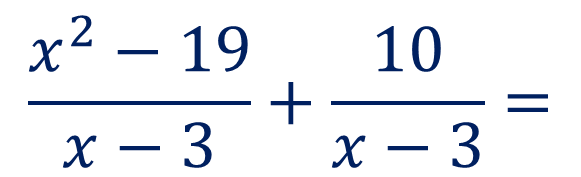 x² − 19 / x − 3 + 10 / x − 3 =